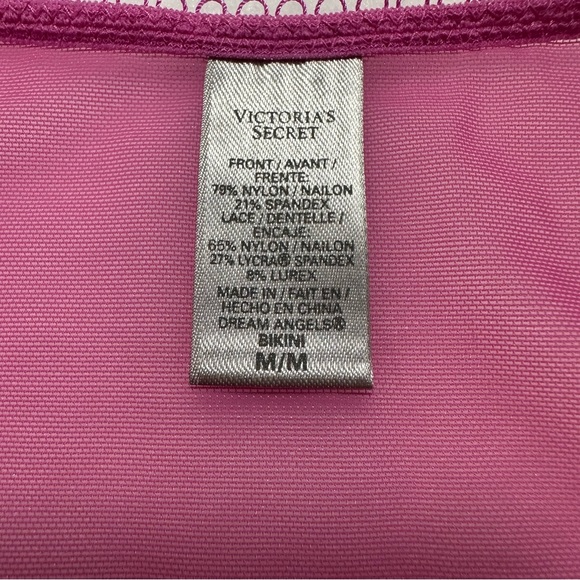 VICTORIA'S
SECRET
FRONT / AVANT /
FRENTE:
79% NYLON / NAILON
21% SPANDEX
LACE / DENTELLE /
ENCAJE:
65% NYLON / NAILON
27% LYCRA® SPANDEX
8% LUREX
MADE IN / FAIT EN /
HECHO EN CHINA
DREAM ANGELS®
BIKINI
M/M